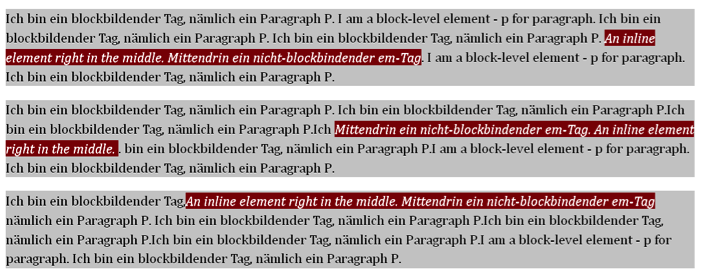 Ich bin ein blockbildender Tag, nämlich ein Paragraph P. I am a block-level element - p for paragraph. Ich bin ein
blockbildender Tag, nämlich ein Paragraph P. Ich bin ein blockbildender Tag, nämlich ein Paragraph P. An inline
element right in the middle. Mittendrin ein nicht-blockbindender em-Tag. I am a block-level element - p for paragraph.
Ich bin ein blockbildender Tag, nämlich ein Paragraph P.
Ich bin ein blockbildender Tag, nämlich ein Paragraph P. Ich bin ein blockbildender Tag, nämlich ein Paragraph P.Ich
bin ein blockbildender Tag, nämlich ein Paragraph P.Ich Mittendrin ein nicht-blockbindender em-Tag. An inline element
right in the middle. . bin ein blockbildender Tag, nämlich ein Paragraph P.I am a block-level element - p for paragraph.
Ich bin ein blockbildender Tag, nämlich ein Paragraph P.
Ich bin ein blockbildender Tag,An inline element right in the middle. Mittendrin ein nicht-blockbindender em-Tag
nämlich ein Paragraph P. Ich bin ein blockbildender Tag, nämlich ein Paragraph P.Ich bin ein blockbildender Tag,
nämlich ein Paragraph P.Ich bin ein blockbildender Tag, nämlich ein Paragraph P.I am a block-level element - p for
paragraph. Ich bin ein blockbildender Tag, nämlich ein Paragraph P.